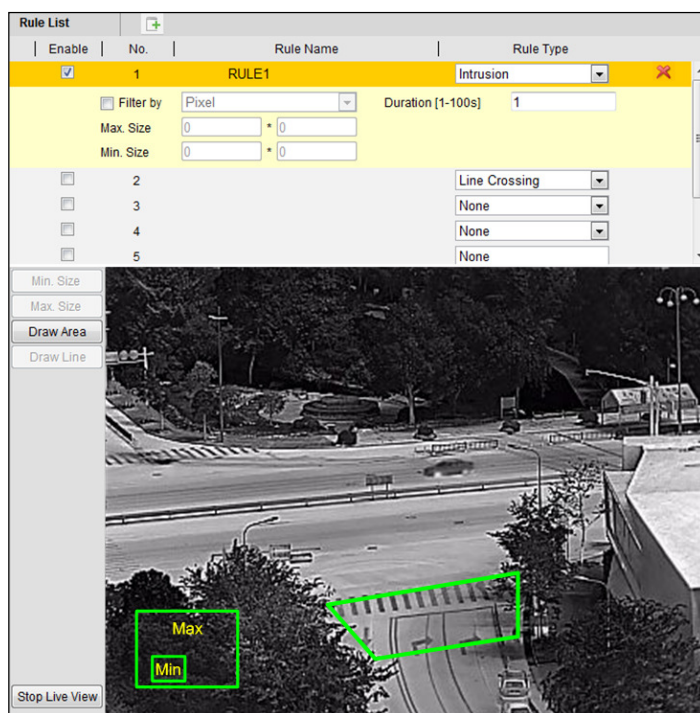 Rule List
Enable No. Rule Name Rule Type
1 RULE1 Intrusion
Filter by Pixel Duration [1-100s] 1
Max. Size 0 * 0
Min. Size 0 * 0
2 Line Crossing
3 None
4 None
5 None
Min. Size
Max. Size
Draw Area
Draw Line
Max
Min
Stop Live View